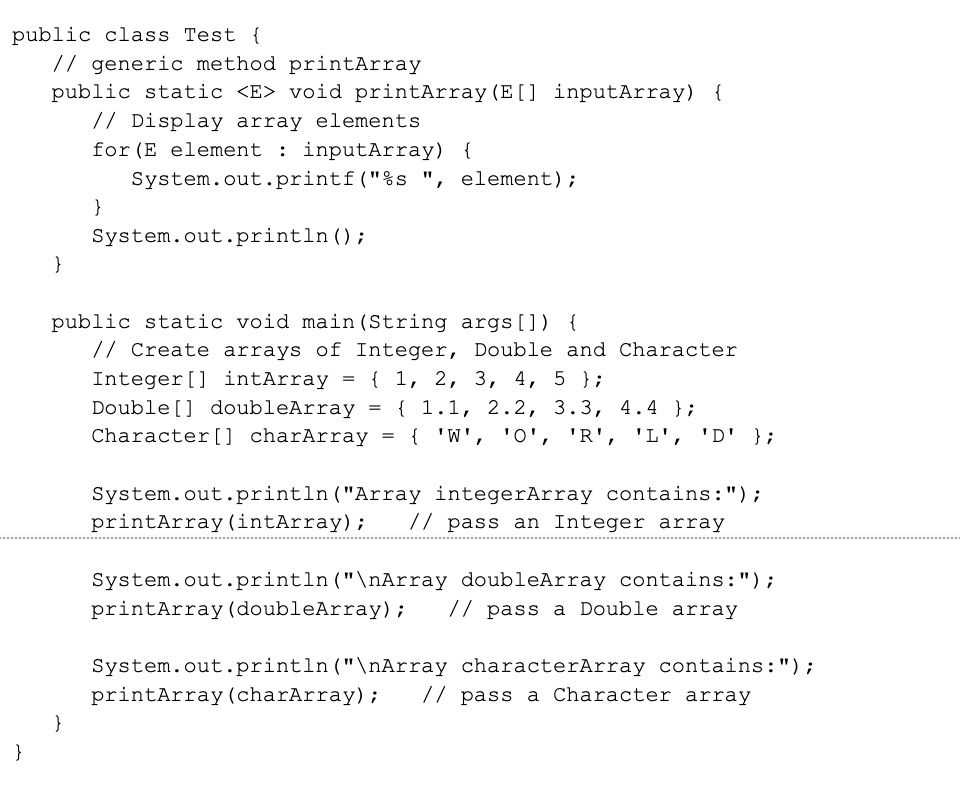 public class Test {
// generic method printArray
public static <E> void printArray(E[] inputArray) {
// Display array elements
for(E element : inputArray) {
System.out.printf("%s ", element);
}
System.out.println();
}
public static void main(String args[]) {
// Create arrays of Integer, Double and Character
Integer[] intArray = { 1, 2, 3, 4, 5 };
Double[] doubleArray = { 1.1, 2.2, 3.3, 4.4 };
Character[] charArray = { 'W', 'O', 'R', 'L', 'D' };
System.out.println("Array integerArray contains:");
printArray(intArray);   // pass an Integer array
System.out.println("\nArray doubleArray contains:");
printArray(doubleArray);   // pass a Double array
System.out.println("\nArray characterArray contains:");
printArray(charArray);   // pass a Character array
}
}